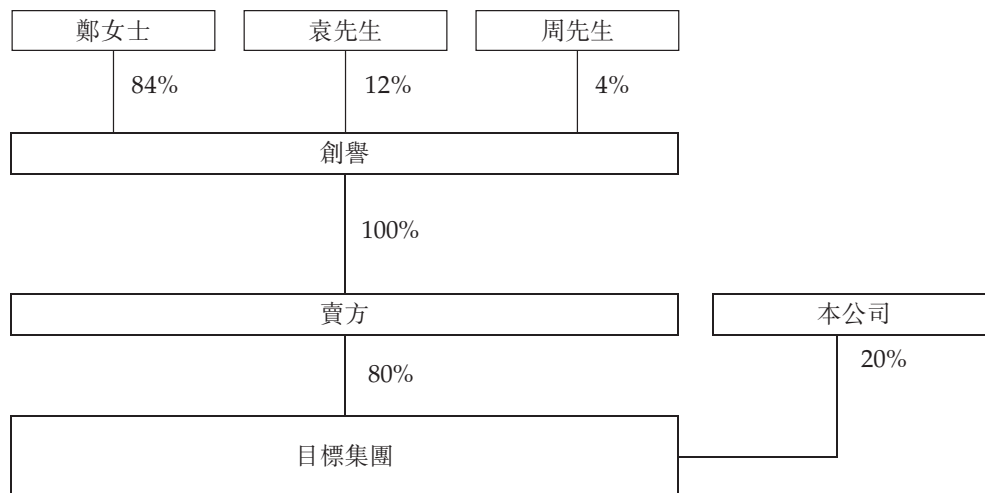 鄭女士 袁先生 周先生
84% 12% 4%
創譽
100%
賣方 本公司
80% 20%
目標集團